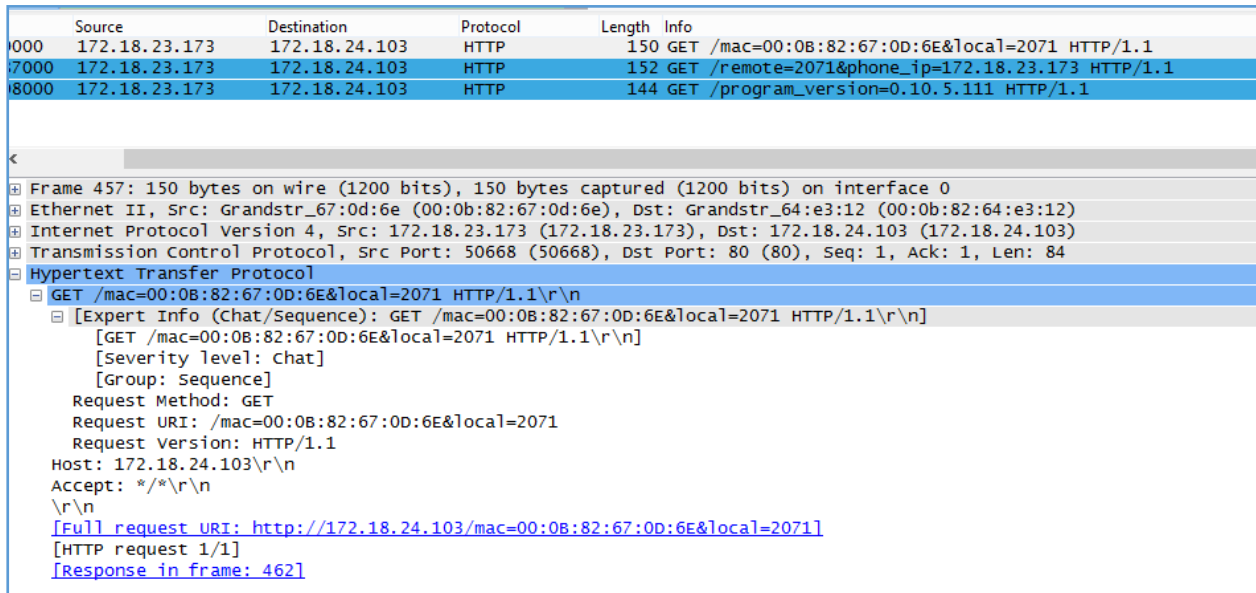 Source Destination Protocol Length Info
0000 172.18.23.173 172.18.24.103 HTTP 150 GET /mac=00:0B:82:67:0D:6E&local=2071 HTTP/1.1
7000 172.18.23.173 172.18.24.103 HTTP 152 GET /remote=2071&phone_ip=172.18.23.173 HTTP/1.1
8000 172.18.23.173 172.18.24.103 HTTP 144 GET /program_version=0.10.5.111 HTTP/1.1
Frame 457: 150 bytes on wire (1200 bits), 150 bytes captured (1200 bits) on interface 0
Ethernet II, Src: Grandstr_67:0d:6e (00:0b:82:67:0d:6e), Dst: Grandstr_64:e3:12 (00:0b:82:64:e3:12)
Internet Protocol Version 4, Src: 172.18.23.173 (172.18.23.173), Dst: 172.18.24.103 (172.18.24.103)
Transmission Control Protocol, Src Port: 50668 (50668), Dst Port: 80 (80), Seq: 1, Ack: 1, Len: 84
Hypertext Transfer Protocol
GET /mac=00:0B:82:67:0D:6E&local=2071 HTTP/1.1\r\n
[Expert Info (Chat/Sequence): GET /mac=00:0B:82:67:0D:6E&local=2071 HTTP/1.1\r\n]
[GET /mac=00:0B:82:67:0D:6E&local=2071 HTTP/1.1\r\n]
[Severity level: Chat]
[Group: Sequence]
Request Method: GET
Request URI: /mac=00:0B:82:67:0D:6E&local=2071
Request Version: HTTP/1.1
Host: 172.18.24.103\r\n
Accept: */*\r\n
\r\n
[Full request URI: http://172.18.24.103/mac=00:0B:82:67:0D:6E&local=2071]
[HTTP request 1/1]
[Response in frame: 462]